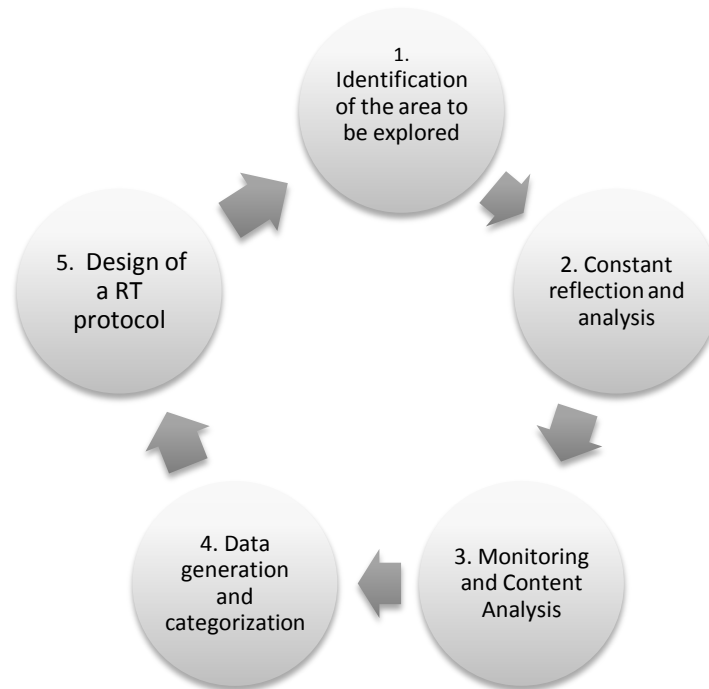 1.
Identification
of the area to
be explored
2. Constant
reflection and
analysis
3. Monitoring
and Content
Analysis
4. Data
generation
and
categorization
5. Design of
a RT
protocol